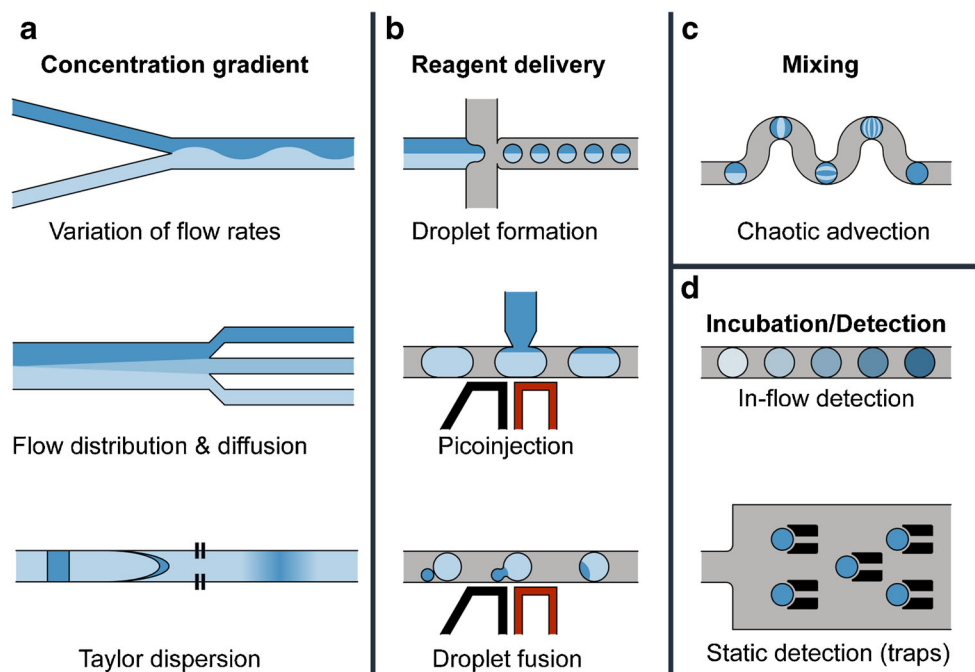 a
Concentration gradient
Variation of flow rates
Flow distribution & diffusion
Taylor dispersion
b
Reagent delivery
Droplet formation
Picoinjection
Droplet fusion
c
Mixing
Chaotic advection
d
Incubation/Detection
In-flow detection
Static detection (traps)